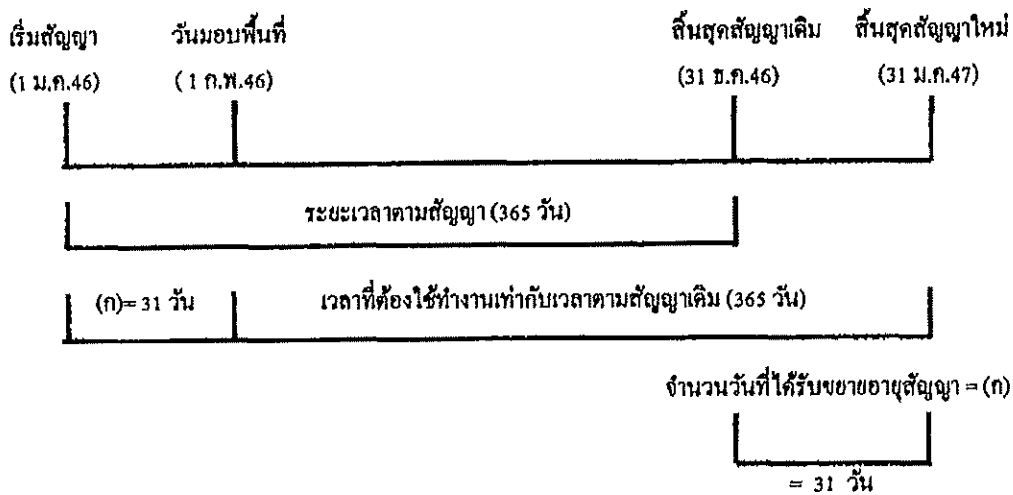 เริ่มสัญญา วันมอบพื้นที่ สิ้นสุดสัญญาเดิม สิ้นสุดสัญญาใหม่
(1 ม.ค.46) ( 1 ก.พ.46) (31 ธ.ค.46) (31 ม.ค.47)
ระยะเวลาตามสัญญา (365 วัน)
(ก)= 31 วัน เวลาที่ต้องใช้ทำงานเท่ากับเวลาตามสัญญาเดิม (365 วัน)
จำนวนวันที่ได้รับขยายอายุสัญญา = (ก)
= 31 วัน